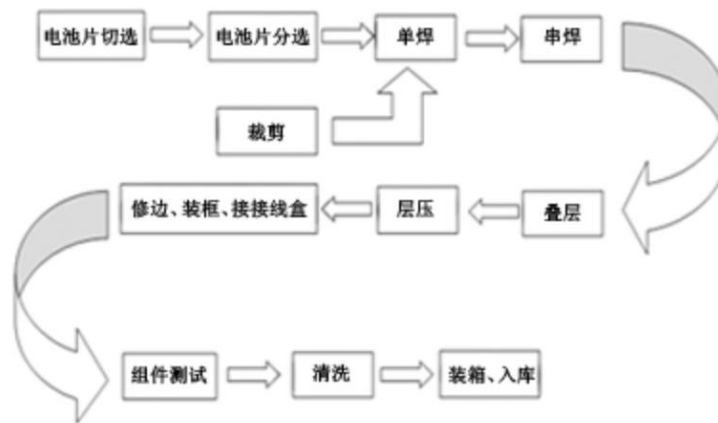 电池片切选
电池片分选
单焊
串焊
裁剪
修边、装框、接接线盒
层压
叠层
组件测试
清洗
装箱、入库